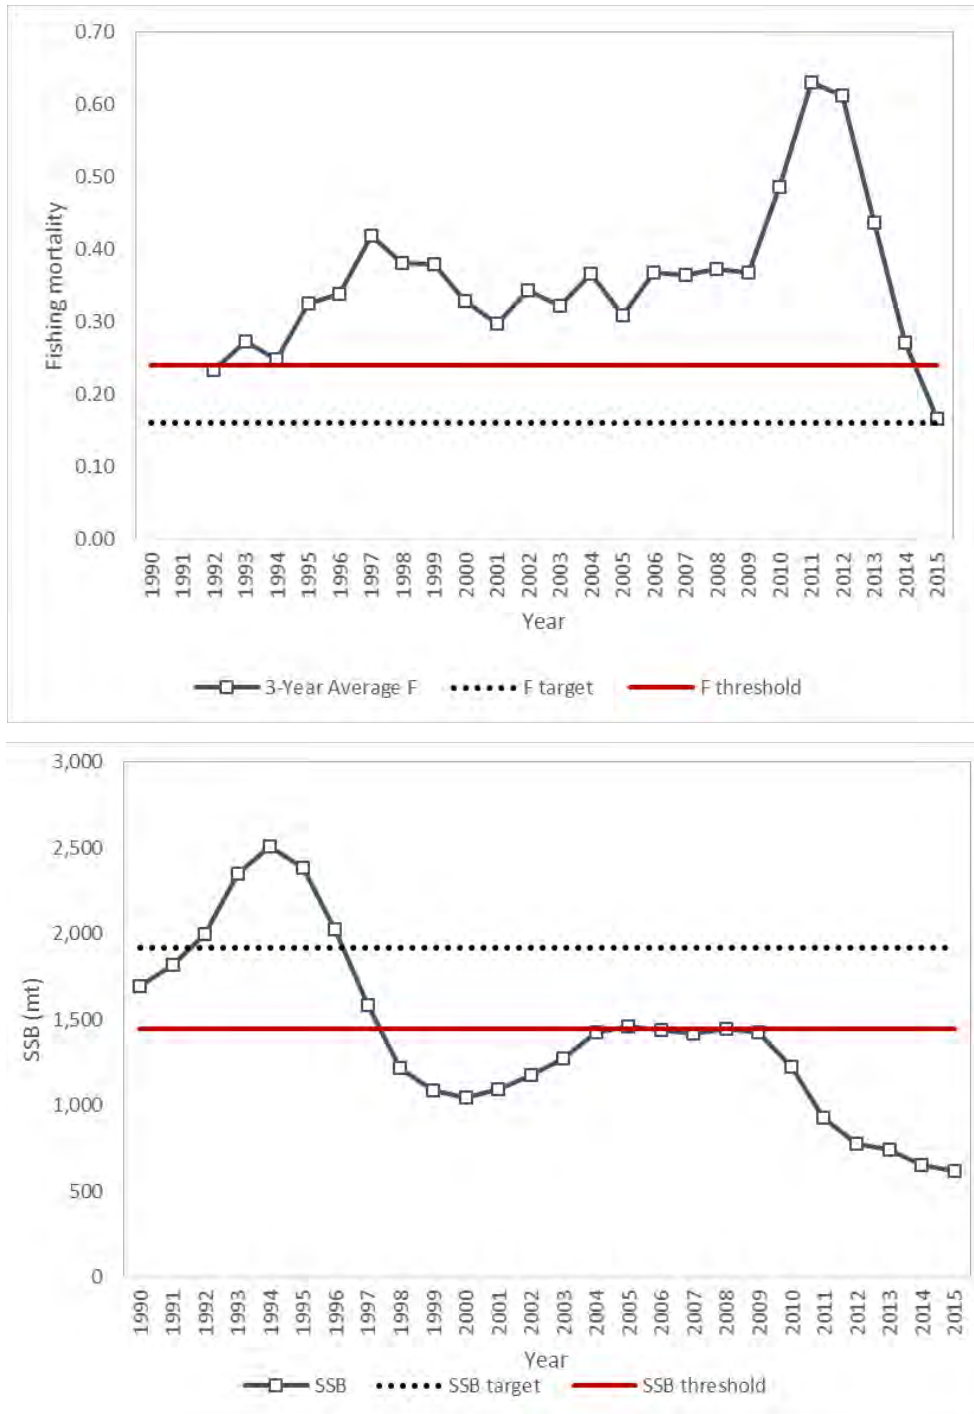 0.70
0.60
0.50
0.40
0.30
0.20
0.10
0.00
Fishing mortality
1990 1991 1992 1993 1994 1995 1996 1997 1998 1999 2000 2001 2002 2003 2004 2005 2006 2007 2008 2009 2010 2011 2012 2013 2014 2015
Year
3-Year Average F F target F threshold
3,000
2,500
2,000
1,500
1,000
500
0
SSB (mt)
1990 1991 1992 1993 1994 1995 1996 1997 1998 1999 2000 2001 2002 2003 2004 2005 2006 2007 2008 2009 2010 2011 2012 2013 2014 2015
Year
SSB SSB target SSB threshold